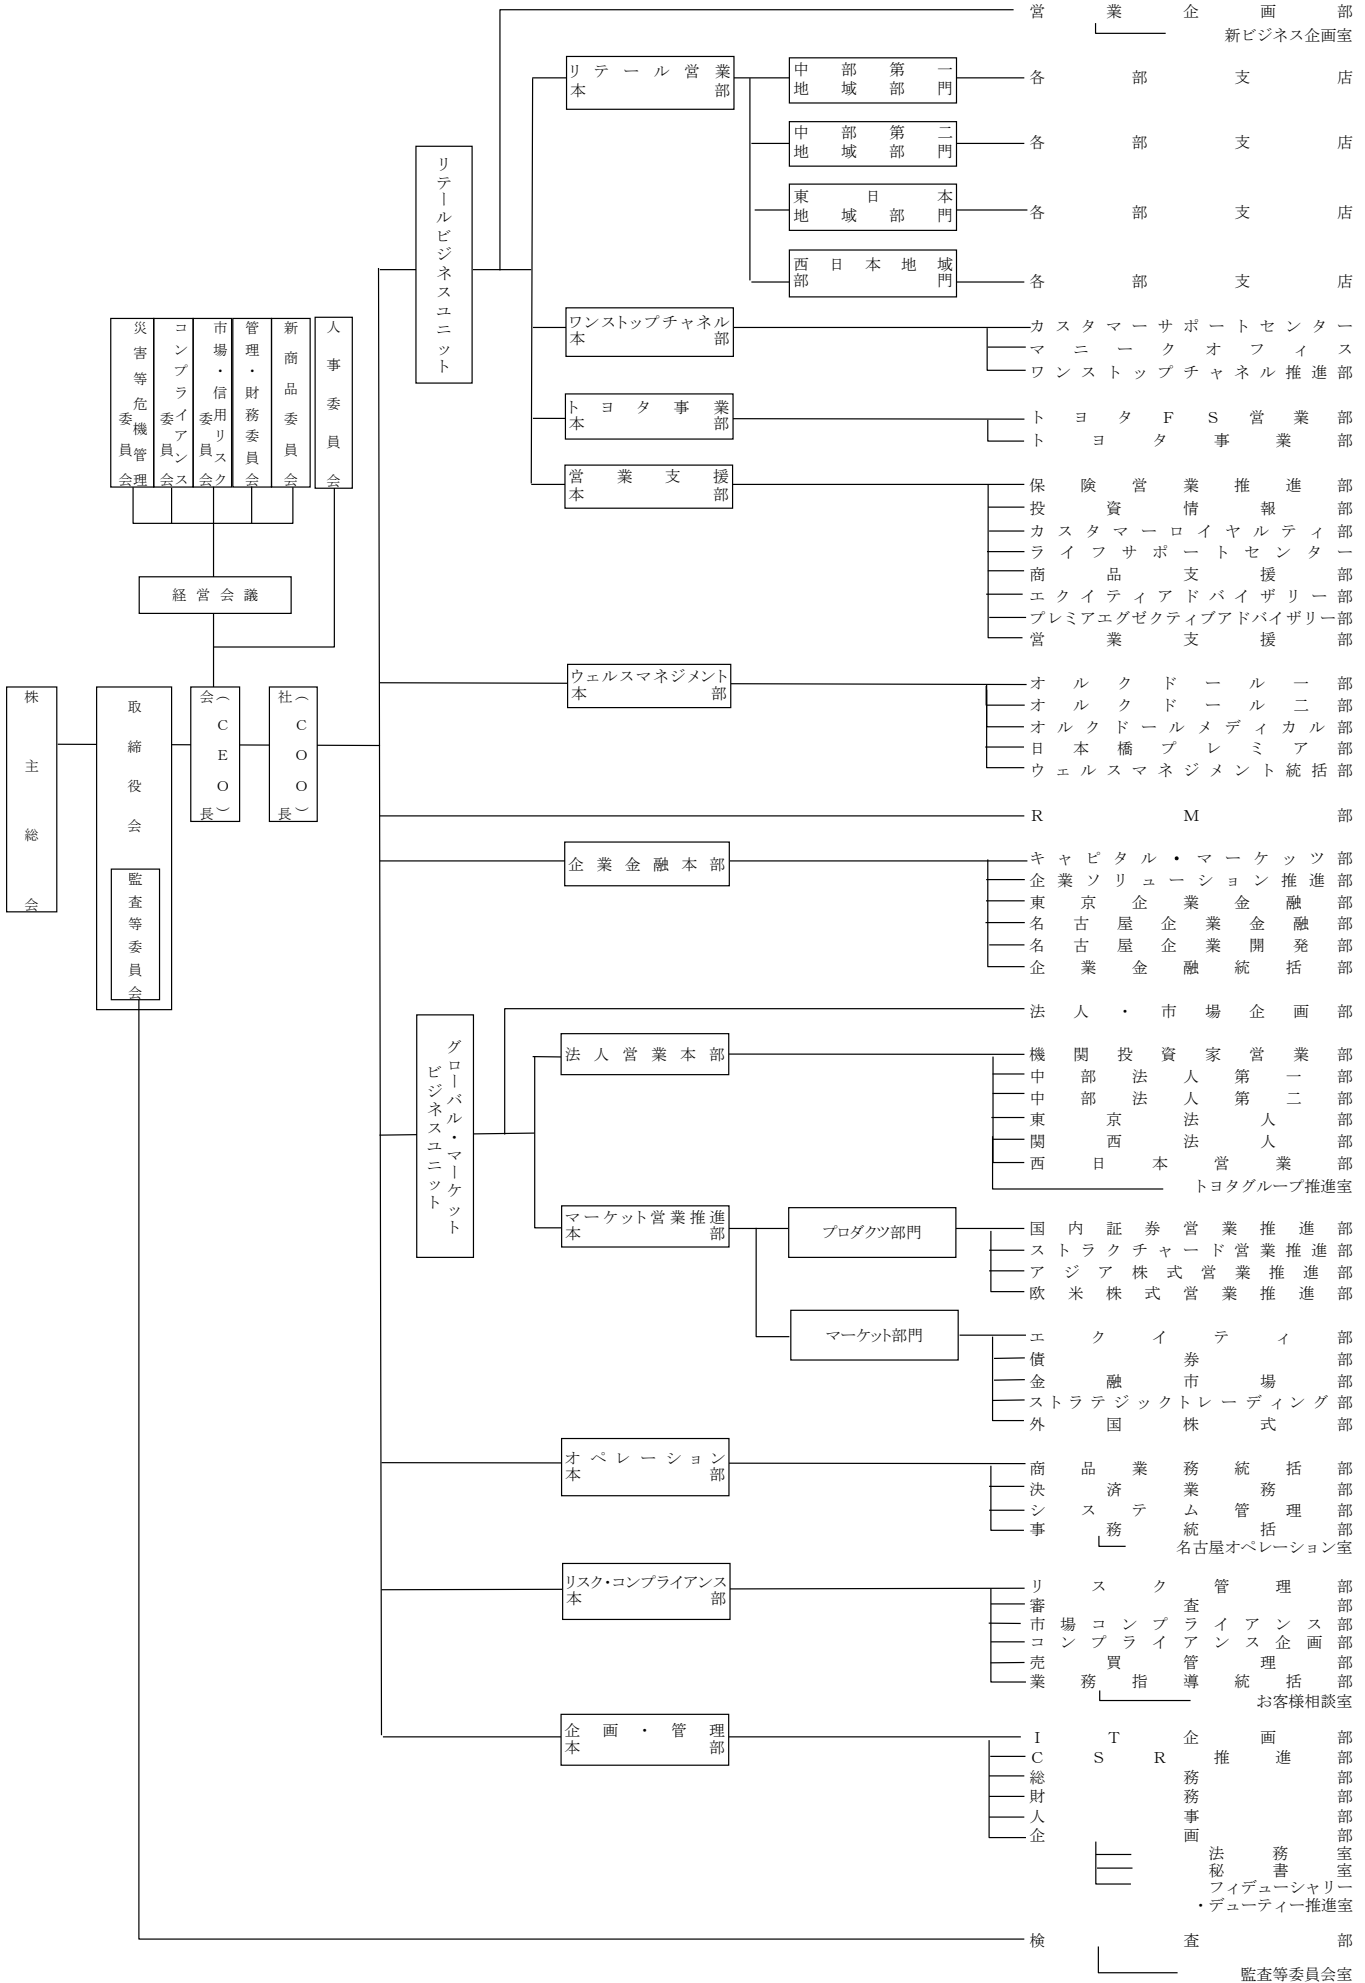 営業企画部
新ビジネス企画室
リテール営業
本部
中部第一
地域部門
各部支店
中部第二
地域部門
各部支店
東日本
地域部門
各部支店
西日本地域
部門
各部支店
リテールビジネスユニット
ワンストップチャネル
本部
カスタマーサポートセンター
マニークオフィス
ワンストップチャネル推進部
トヨタ事業
本部
トヨタFS営業部
トヨタ事業部
営業支援
本部
保険営業推進部
投資情報部
カスタマーロイヤルティ部
ライフサポートセンター
商品支援部
エクイティアドバイザリー部
プレミアエグゼクティブアドバイザリー部
営業支援部
災害等危機管理
委員会
コンプライアンス
委員会
市場・信用リスク
委員会
管理・財務委員会
新商品委員会
人事委員会
経営会議
株主総会
取締役会
監査等委員会
会長
(CEO)
社長
(COO)
ウェルスマネジメント
本部
オルクドール一部
オルクドール二部
オルクドールメディカル部
日本橋プレミア部
ウェルスマネジメント統括部
RM部
企業金融本部
キャピタル・マーケッツ部
企業ソリューション推進部
東京企業金融部
名古屋企業金融部
名古屋企業開発部
企業金融統括部
グローバル・マーケット
ビジネスユニット
法人・市場企画部
法人営業本部
機関投資家営業部
中部法人第一部
中部法人第二部
東京法人部
関西法人部
西日本営業部
トヨタグループ推進室
マーケット営業推進
本部
プロダクツ部門
国内証券営業推進部
ストラクチャード営業推進部
アジア株式営業推進部
欧米株式営業推進部
マーケット部門
エクイティ部
債券部
金融市場部
ストラテジックトレーディング部
外国株式部
オペレーション
本部
商品業務統括部
決済業務部
システム管理部
事務統括部
名古屋オペレーション室
リスク・コンプライアンス
本部
リスク管理部
審査部
市場コンプライアンス部
コンプライアンス企画部
売買管理部
業務指導統括部
お客様相談室
企画・管理
本部
IT企画部
CSR推進部
総務部
財務部
人事部
企画部
法務室
秘書室
フィデューシャリー
・デューティー推進室
検査部
監査等委員会室